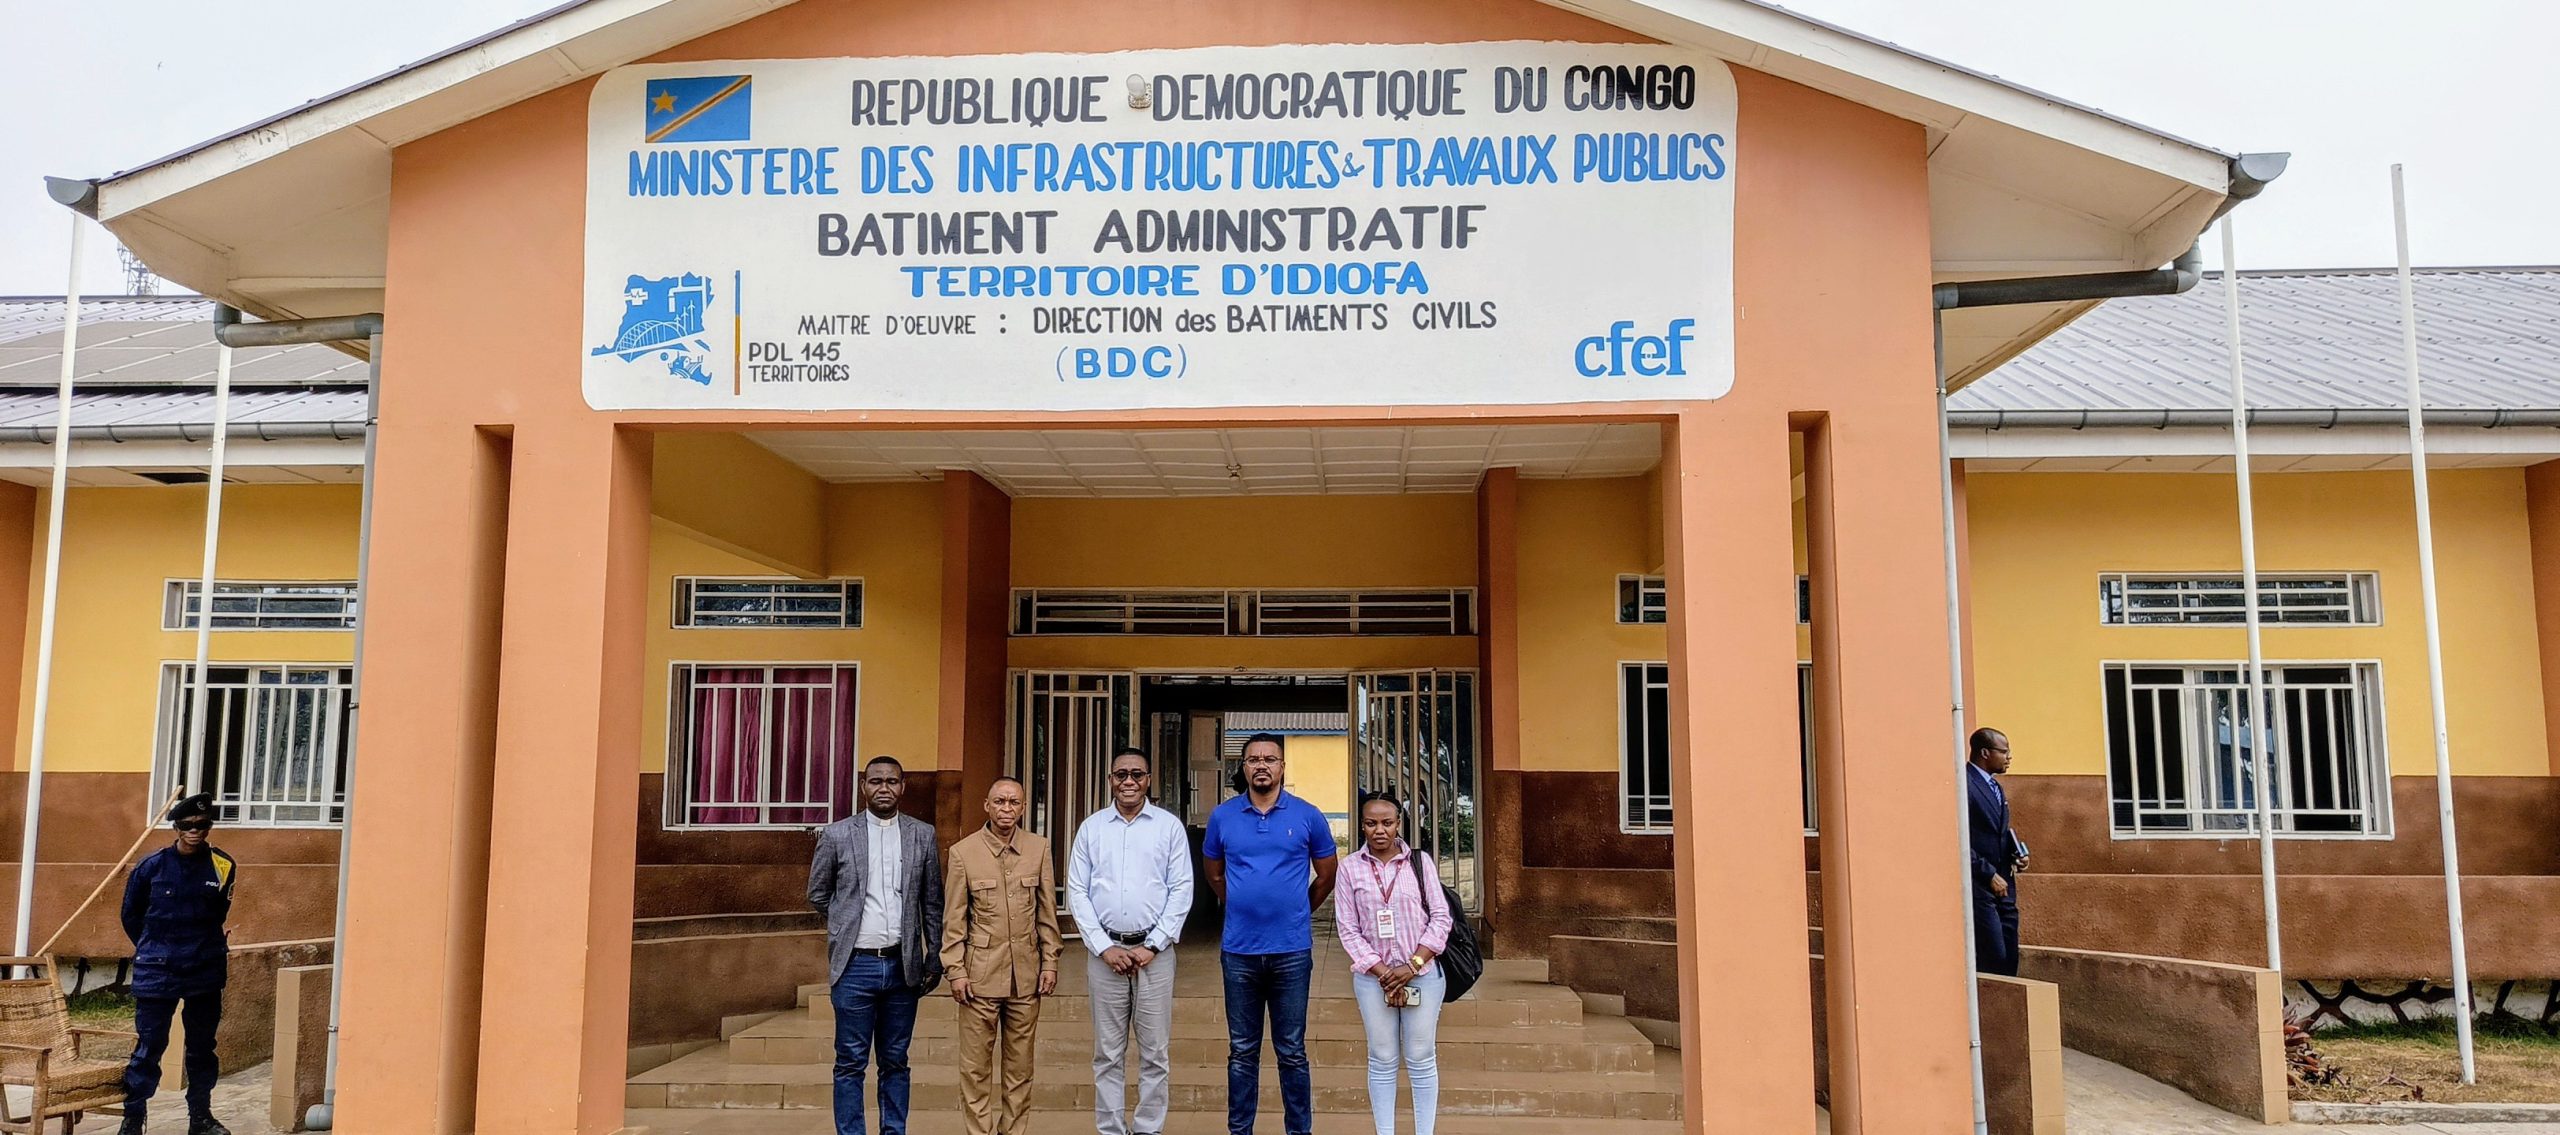 REPUBLIQUE DEMOCRATIQUE DU CONGO
MINISTERE DES INFRASTRUCTURES & TRAVAUX PUBLICS
BATIMENT ADMINISTRATIF
TERRITOIRE D'IDIOFA
MAITRE D'OEUVRE : DIRECTION des BATIMENTS CIVILS
(BDC)
PDL 145
TERRITOIRES
cfef